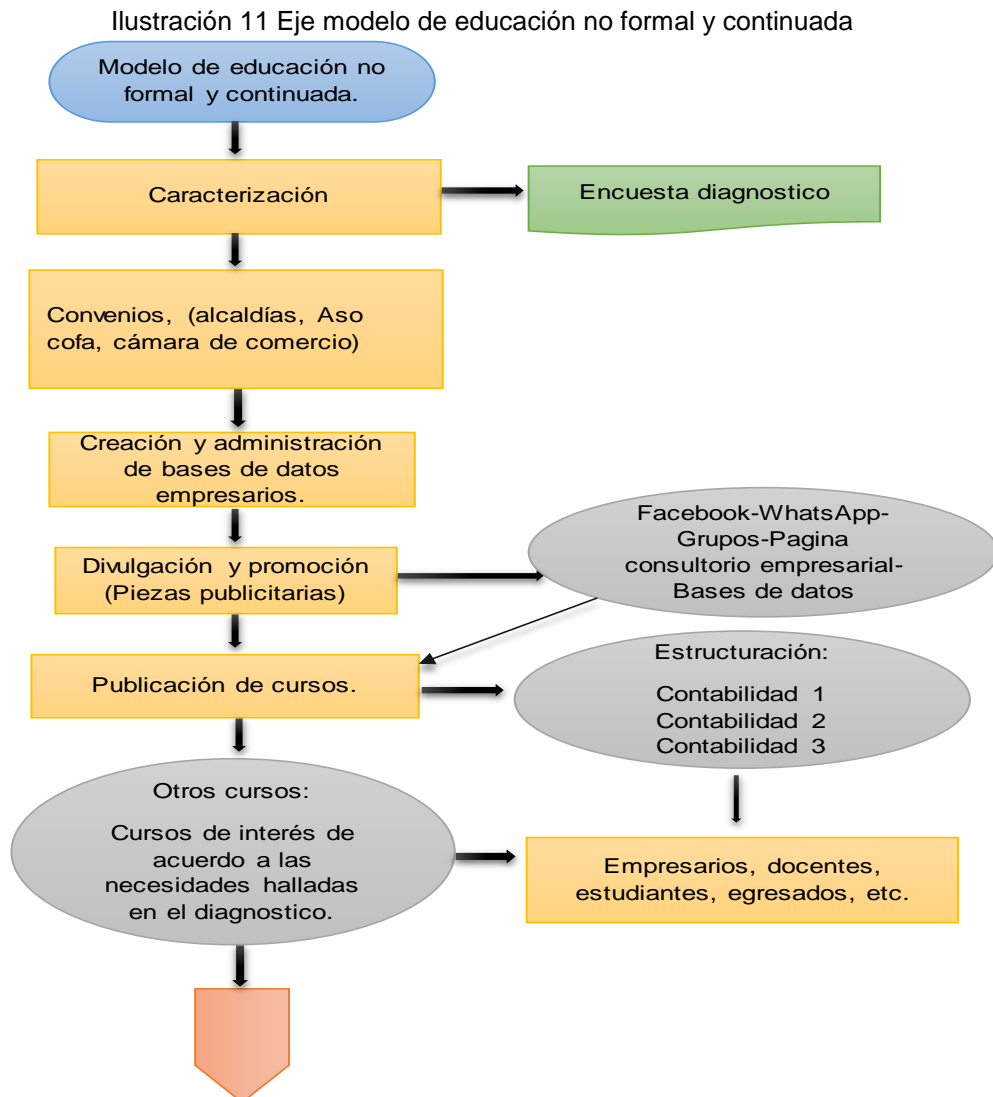 Ilustración 11 Eje modelo de educación no formal y continuada
Modelo de educación no
formal y continuada.
Caracterización
Encuesta diagnostico
Convenios, (alcaldías, Aso
cofa, cámara de comercio)
Creación y administración
de bases de datos
empresarios.
Divulgación y promoción
(Piezas publicitarias)
Facebook-WhatsApp-
Grupos-Pagina
consultorio empresarial-
Bases de datos
Publicación de cursos.
Estructuración:
Contabilidad 1
Contabilidad 2
Contabilidad 3
Otros cursos:
Cursos de interés de
acuerdo a las
necesidades halladas
en el diagnostico.
Empresarios, docentes,
estudiantes, egresados, etc.